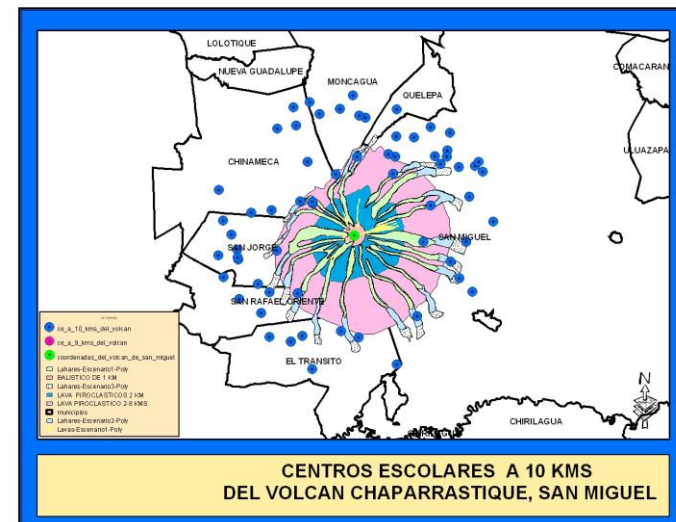 LOLOTIQUE
NUEVA GUADALUPE
MONCAGUA
QUELEPA
COMACARAN
ULUAZAPA
CHINAMECA
SAN JORGE
SAN MIGUEL
SAN RAFAEL ORIENTE
EL TRANSITO
CHIRILAGUA
N
ce_a_10_kms_del_volcan
ce_a_9_kms_del_volcan
coordenadas_del_volcan_de_san_miguel
Lahares-Escenario1-Poly
BALISTICO DE 1 KM
Lahares-Escenario3-Poly
LAVA PIROCLASTICOS 2 KM
LAVA PIROCLASTICO 2-8 KMS
municipios
Lahares-Escenario2-Poly
Lavas-Escenario1-Poly
CENTROS ESCOLARES A 10 KMS
DEL VOLCAN CHAPARRASTIQUE, SAN MIGUEL